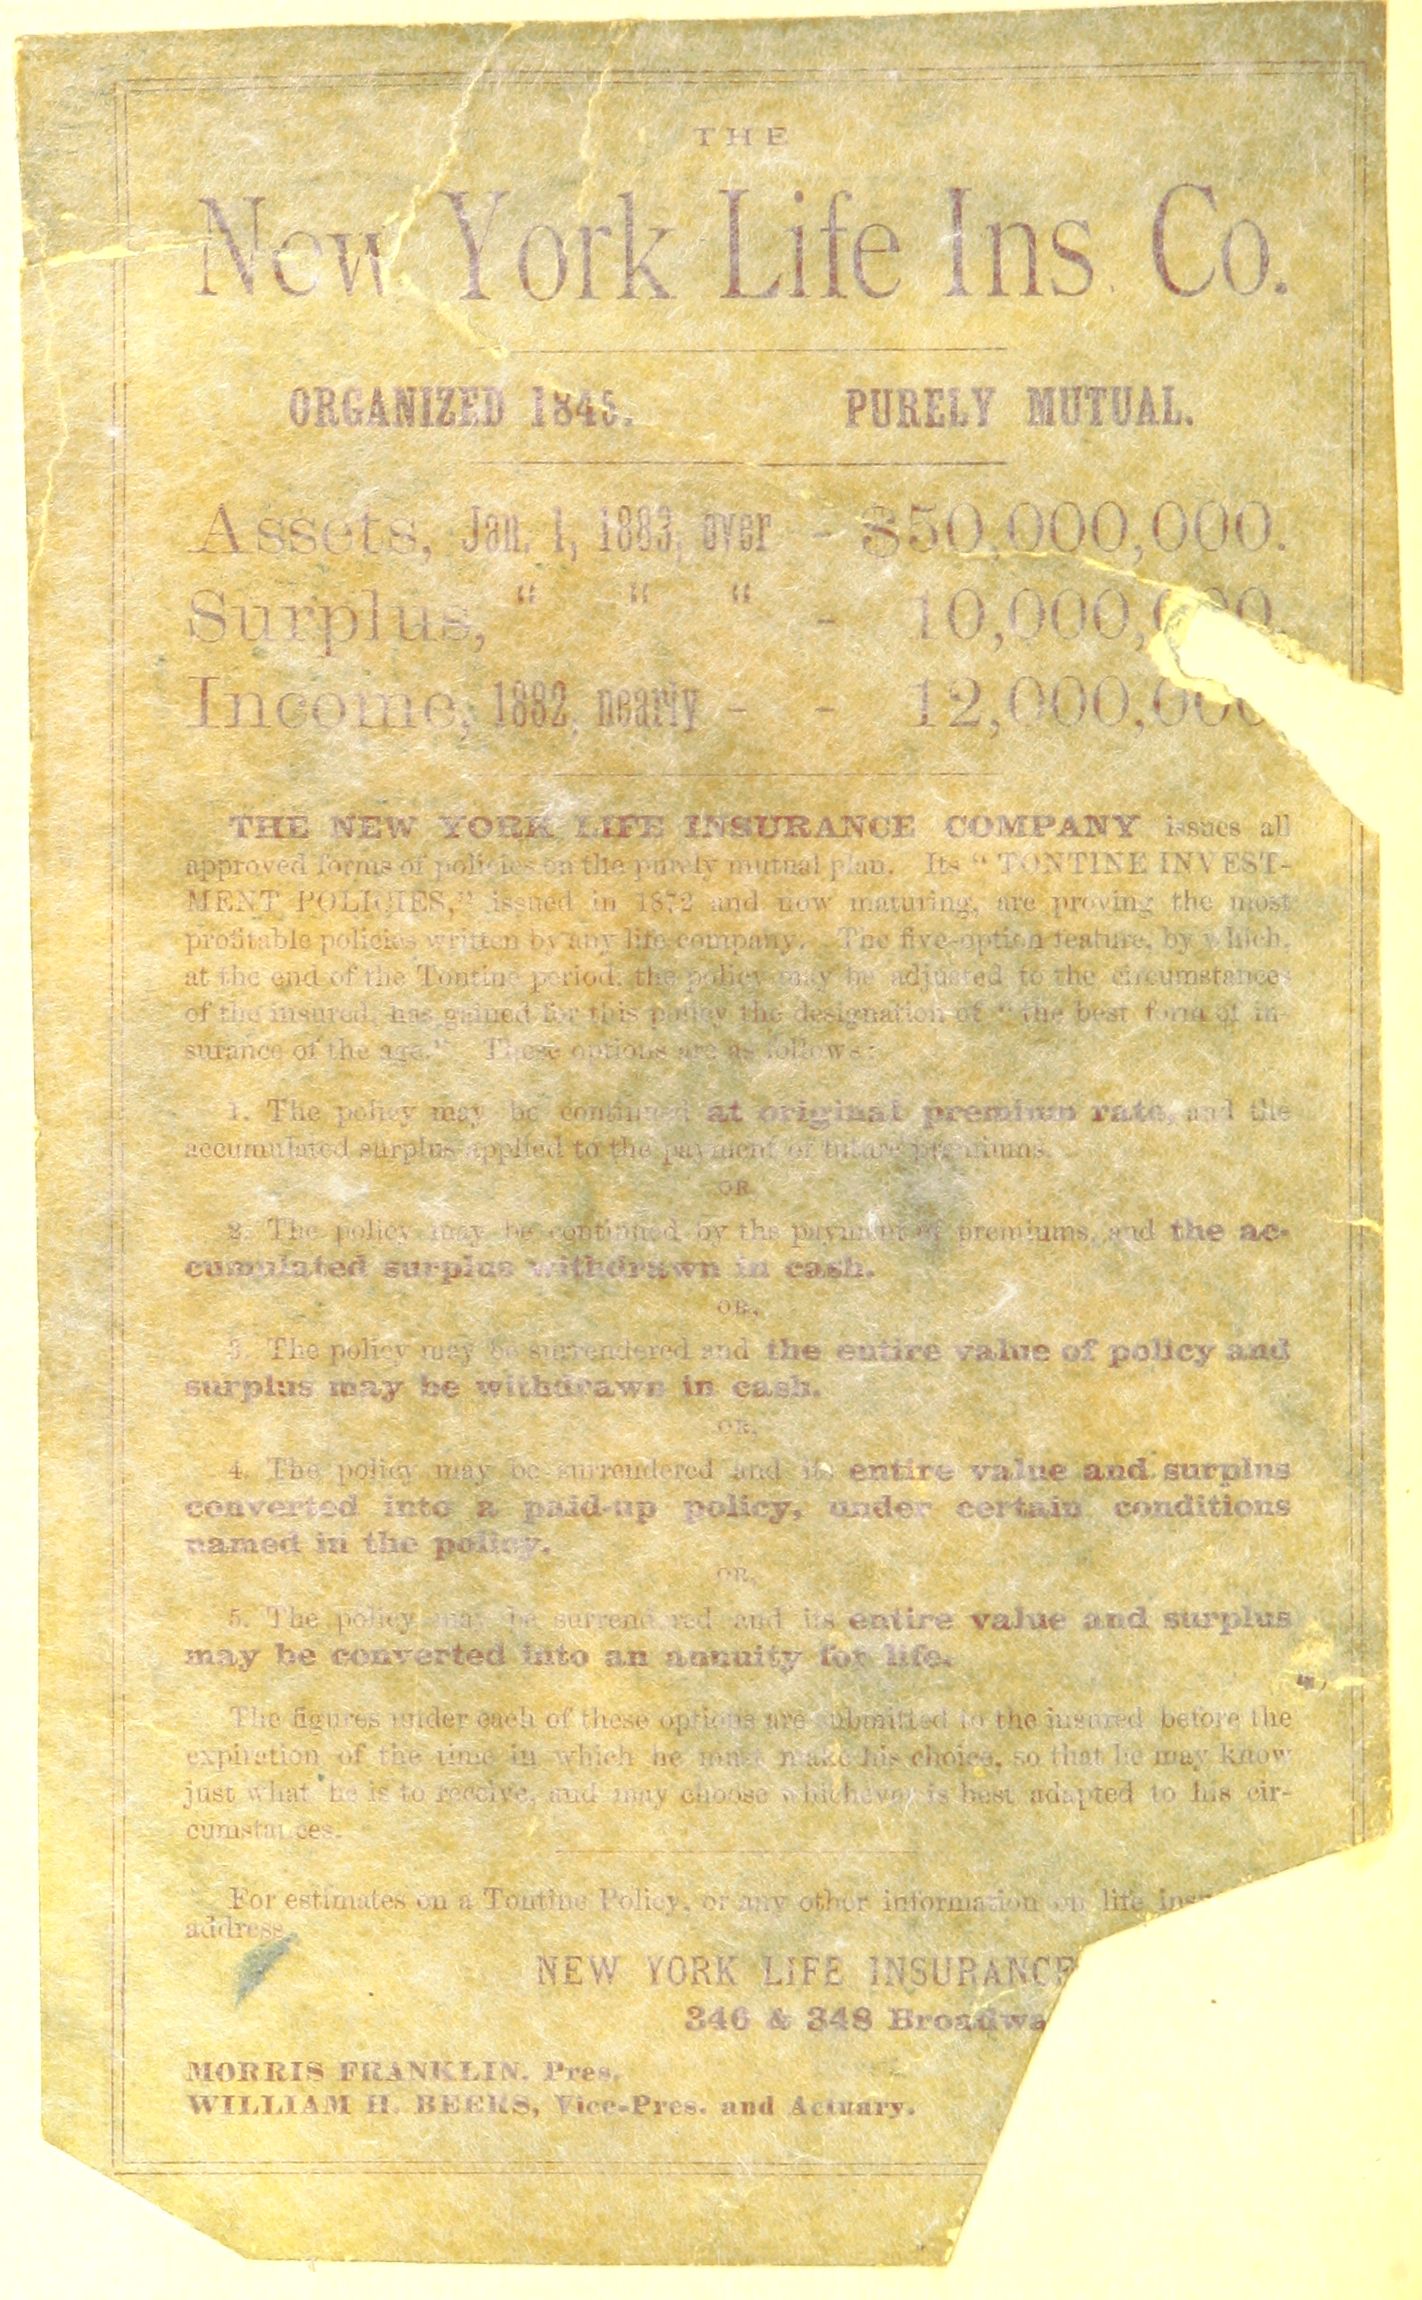 THE
New York Life Ins. Co.
ORGANIZED 1845. PURELY MUTUAL.
Assets, Jan. 1, 1883, over - $50,000,000.
Surplus, “ “ “ - 10,000,000.
Income, 1882, nearly - - 12,000,000
THE NEW YORK LIFE INSURANCE COMPANY issues all
approved forms of policies on the purely mutual plan. Its “TONTINE INVEST-
MENT POLICIES,” issued in 1872 and now maturing, are proving the most
profitable policies written by any life company. The five-option feature, by which,
at the end of the Tontine period, the policy may be adjusted to the circumstances
of the insured, has gained for this policy the designation of “the best form of in-
surance of the age.” These options are as follows:
1. The policy may be continued at original premium rate, and the
accumulated surplus applied to the payment of future premiums.
OR
2. The policy may be continued by the payment of premiums, and the ac-
cumulated surplus withdrawn in cash.
OR,
3. The policy may be surrendered and the entire value of policy and
surplus may be withdrawn in cash.
OR,
4. The policy may be surrendered and its entire value and surplus
converted into a paid-up policy, under certain conditions
named in the policy.
OR,
5. The policy may be surrendered and its entire value and surplus
may be converted into an annuity for life.
The figures under each of these options are submitted to the insured before the
expiration of the time in which he must make his choice, so that he may know
just what he is to receive, and may choose whichever is best adapted to his cir-
cumstances.
For estimates on a Tontine Policy, or any other information on life ins
address
NEW YORK LIFE INSURANCE
346 & 348 Broadwa
MORRIS FRANKLIN, Pres.
WILLIAM H. BEERS, Vice-Pres. and Actuary.